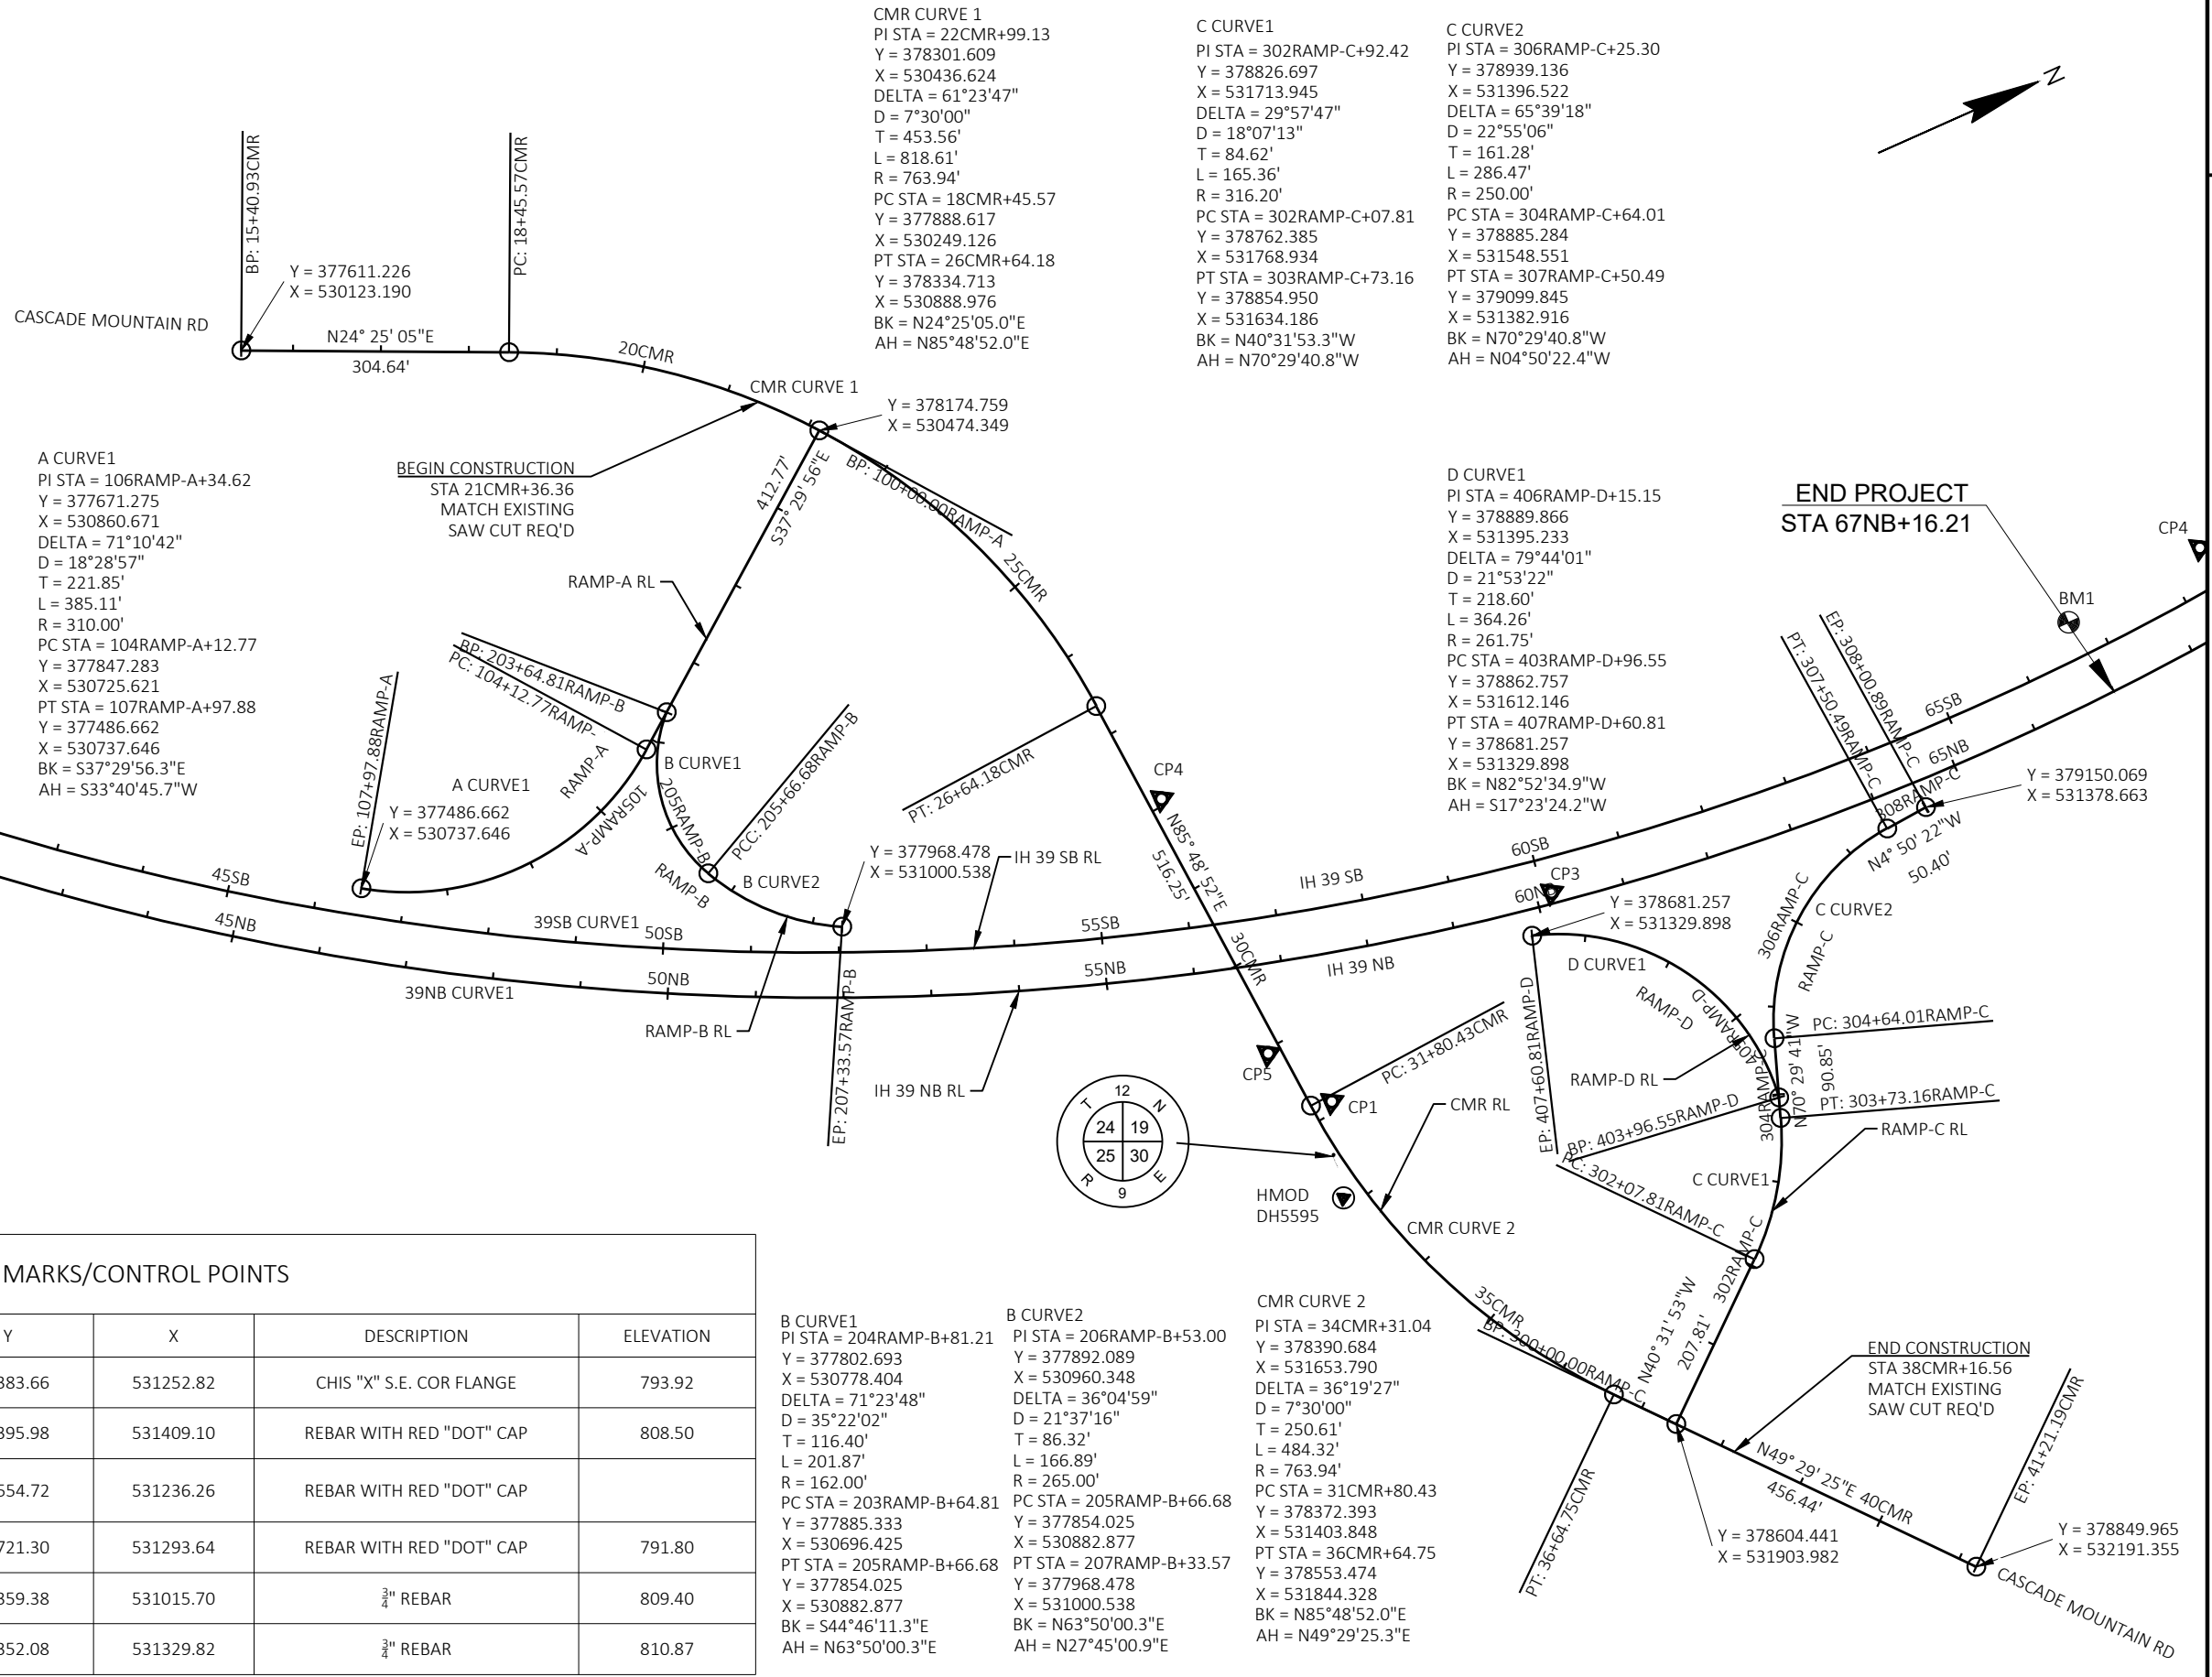 CMR CURVE 1
PI STA = 22CMR+99.13
Y = 378301.609
X = 530436.624
DELTA = 61°23'47"
D = 7°30'00"
T = 453.56'
L = 818.61'
R = 763.94'
PC STA = 18CMR+45.57
Y = 377888.617
X = 530249.126
PT STA = 26CMR+64.18
Y = 378334.713
X = 530888.976
BK = N24°25'05.0"E
AH = N85°48'52.0"E
C CURVE1
PI STA = 302RAMP-C+92.42
Y = 378826.697
X = 531713.945
DELTA = 29°57'47"
D = 18°07'13"
T = 84.62'
L = 165.36'
R = 316.20'
PC STA = 302RAMP-C+07.81
Y = 378762.385
X = 531768.934
PT STA = 303RAMP-C+73.16
Y = 378854.950
X = 531634.186
BK = N40°31'53.3"W
AH = N70°29'40.8"W
C CURVE2
PI STA = 306RAMP-C+25.30
Y = 378939.136
X = 531396.522
DELTA = 65°39'18"
D = 22°55'06"
T = 161.28'
L = 286.47'
R = 250.00'
PC STA = 304RAMP-C+64.01
Y = 378885.284
X = 531548.551
PT STA = 307RAMP-C+50.49
Y = 379099.845
X = 531382.916
BK = N70°29'40.8"W
AH = N04°50'22.4"W
N
BP: 15+40.93CMR
PC: 18+45.57CMR
Y = 377611.226
X = 530123.190
CASCADE MOUNTAIN RD
N24° 25' 05"E
304.64'
20CMR
CMR CURVE 1
Y = 378174.759
X = 530474.349
BEGIN CONSTRUCTION
STA 21CMR+36.36
MATCH EXISTING
SAW CUT REQ'D
412.77'
S37° 29' 56"E
BP: 100+00.00RAMP-A
25CMR
A CURVE1
PI STA = 106RAMP-A+34.62
Y = 377671.275
X = 530860.671
DELTA = 71°10'42"
D = 18°28'57"
T = 221.85'
L = 385.11'
R = 310.00'
PC STA = 104RAMP-A+12.77
Y = 377847.283
X = 530725.621
PT STA = 107RAMP-A+97.88
Y = 377486.662
X = 530737.646
BK = S37°29'56.3"E
AH = S33°40'45.7"W
D CURVE1
PI STA = 406RAMP-D+15.15
Y = 378889.866
X = 531395.233
DELTA = 79°44'01"
D = 21°53'22"
T = 218.60'
L = 364.26'
R = 261.75'
PC STA = 403RAMP-D+96.55
Y = 378862.757
X = 531612.146
PT STA = 407RAMP-D+60.81
Y = 378681.257
X = 531329.898
BK = N82°52'34.9"W
AH = S17°23'24.2"W
END PROJECT
STA 67NB+16.21
CP4
BM1
RAMP-A RL
BP: 203+64.81RAMP-B
PC: 104+12.77RAMP-
RAMP-A
EP: 107+97.88RAMP-A
A CURVE1
105RAMP-A
Y = 377486.662
X = 530737.646
B CURVE1
205RAMP-B
PCC: 205+66.68RAMP-B
RAMP-B
B CURVE2
PT: 26+64.18CMR
CP4
N85° 48' 52"E
516.25'
Y = 377968.478
X = 531000.538
IH 39 SB RL
45SB
45NB
39SB CURVE1
50SB
39NB CURVE1
50NB
55SB
55NB
IH 39 SB
IH 39 NB
60SB
60NB
CP3
65SB
65NB
PT: 307+50.49RAMP-C
EP: 308+00.89RAMP-C
308RAMP-C
Y = 379150.069
X = 531378.663
N4° 50' 22"W
50.40'
Y = 378681.257
X = 531329.898
C CURVE2
306RAMP-C
RAMP-C
D CURVE1
RAMP-D
405RAMP-D
30CMR
RAMP-B RL
EP: 207+33.57RAMP-B
IH 39 NB RL
CP5
CP1
PC: 31+80.43CMR
CMR RL
EP: 407+60.81RAMP-D
RAMP-D RL
BP: 403+96.55RAMP-D
304RAMP-C
N70° 29' 41"W
90.85'
PC: 304+64.01RAMP-C
PT: 303+73.16RAMP-C
RAMP-C RL
PC: 302+07.81RAMP-C
C CURVE1
T 12 N
24 19
25 30
R 9 E
HMOD
DH5595
CMR CURVE 2
35CMR
BP: 300+00.00RAMP-C
N40° 31' 53"W
207.81'
302RAMP-C
END CONSTRUCTION
STA 38CMR+16.56
MATCH EXISTING
SAW CUT REQ'D
EP: 41+21.19CMR
N49° 29' 25"E
40CMR
456.44'
PT: 36+64.75CMR
Y = 378604.441
X = 531903.982
Y = 378849.965
X = 532191.355
CASCADE MOUNTAIN RD
MARKS/CONTROL POINTS
Y X DESCRIPTION ELEVATION
383.66 531252.82 CHIS "X" S.E. COR FLANGE 793.92
395.98 531409.10 REBAR WITH RED "DOT" CAP 808.50
554.72 531236.26 REBAR WITH RED "DOT" CAP
721.30 531293.64 REBAR WITH RED "DOT" CAP 791.80
359.38 531015.70 ¾" REBAR 809.40
352.08 531329.82 ¾" REBAR 810.87
B CURVE1
PI STA = 204RAMP-B+81.21
Y = 377802.693
X = 530778.404
DELTA = 71°23'48"
D = 35°22'02"
T = 116.40'
L = 201.87'
R = 162.00'
PC STA = 203RAMP-B+64.81
Y = 377885.333
X = 530696.425
PT STA = 205RAMP-B+66.68
Y = 377854.025
X = 530882.877
BK = S44°46'11.3"E
AH = N63°50'00.3"E
B CURVE2
PI STA = 206RAMP-B+53.00
Y = 377892.089
X = 530960.348
DELTA = 36°04'59"
D = 21°37'16"
T = 86.32'
L = 166.89'
R = 265.00'
PC STA = 205RAMP-B+66.68
Y = 377854.025
X = 530882.877
PT STA = 207RAMP-B+33.57
Y = 377968.478
X = 531000.538
BK = N63°50'00.3"E
AH = N27°45'00.9"E
CMR CURVE 2
PI STA = 34CMR+31.04
Y = 378390.684
X = 531653.790
DELTA = 36°19'27"
D = 7°30'00"
T = 250.61'
L = 484.32'
R = 763.94'
PC STA = 31CMR+80.43
Y = 378372.393
X = 531403.848
PT STA = 36CMR+64.75
Y = 378553.474
X = 531844.328
BK = N85°48'52.0"E
AH = N49°29'25.3"E